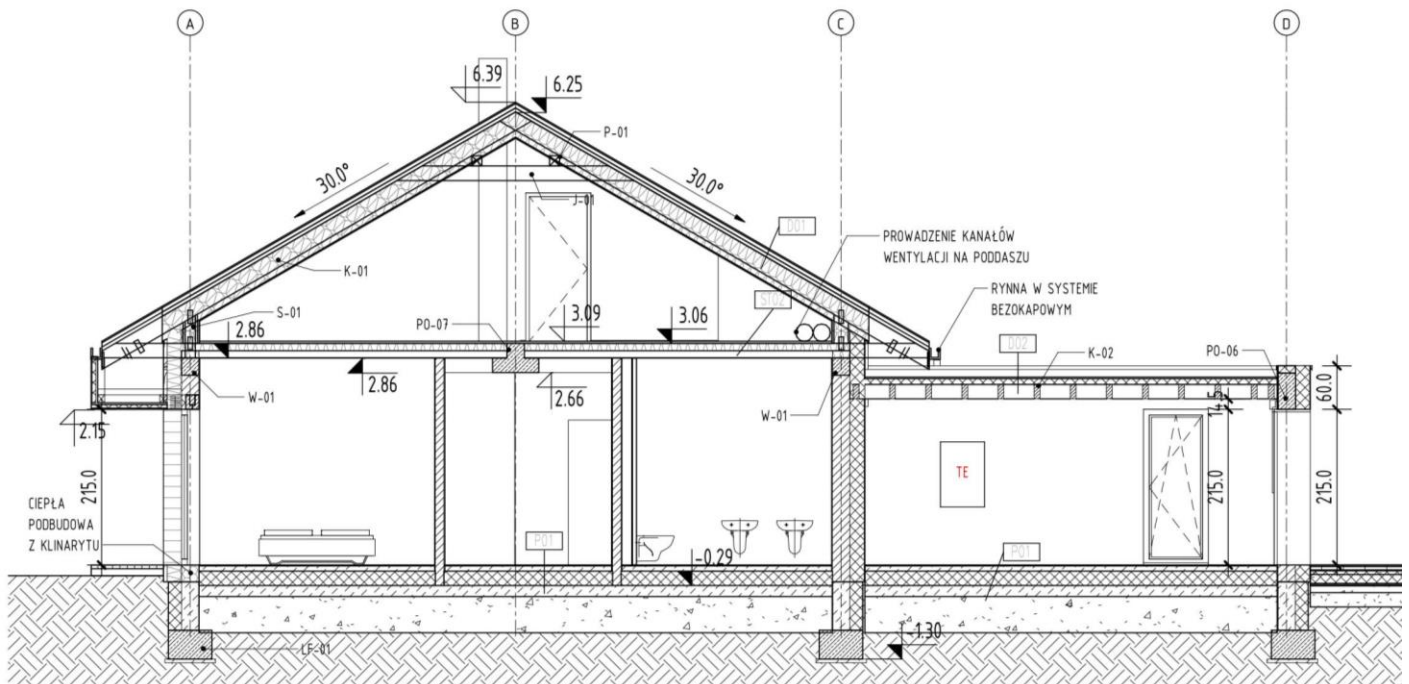 A
B
C
D
6.39
6.25
P-01
30.0°
30.0°
J-01
D01
PROWADZENIE KANAŁÓW
WENTYLACJI NA PODDASZU
K-01
RYNNA W SYSTEMIE
BEZOKAPOWYM
S-01
ST02
2.86
PO-07
3.09
3.06
D02
K-02
PO-06
2.86
2.66
W-01
W-01
60.0
14.5
2.15
215.0
TE
215.0
215.0
CIEPŁA
PODBUDOWA
Z KLINARYTU
P01
P01
-0.29
-1.30
LF-01